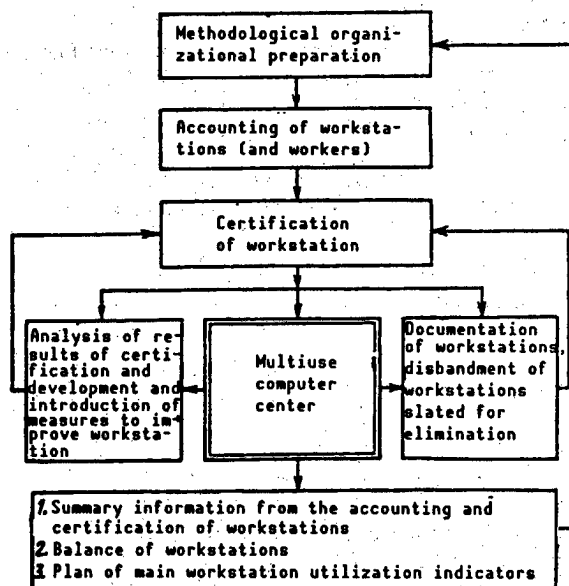 Methodological organi-
zational preparation
Accounting of worksta-
tions (and workers)
Certification
of workstation
Analysis of re-
sults of certi-
fication and
development and
introduction of
measures to im-
prove worksta-
tion
Multiuse
computer
center
Documentation
of workstations,
disbandment of
workstations
slated for
elimination
1. Summary information from the accounting and
certification of workstations
2. Balance of workstations
3. Plan of main workstation utilization indicators